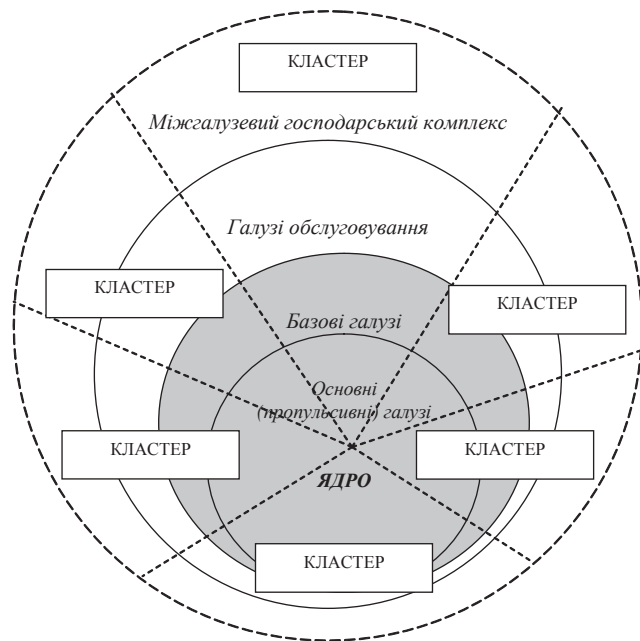 КЛАСТЕР
Міжгалузевий господарський комплекс
Галузі обслуговування
КЛАСТЕР
КЛАСТЕР
Базові галузі
Основні
(пропульсивні) галузі
КЛАСТЕР
КЛАСТЕР
ЯДРО
КЛАСТЕР